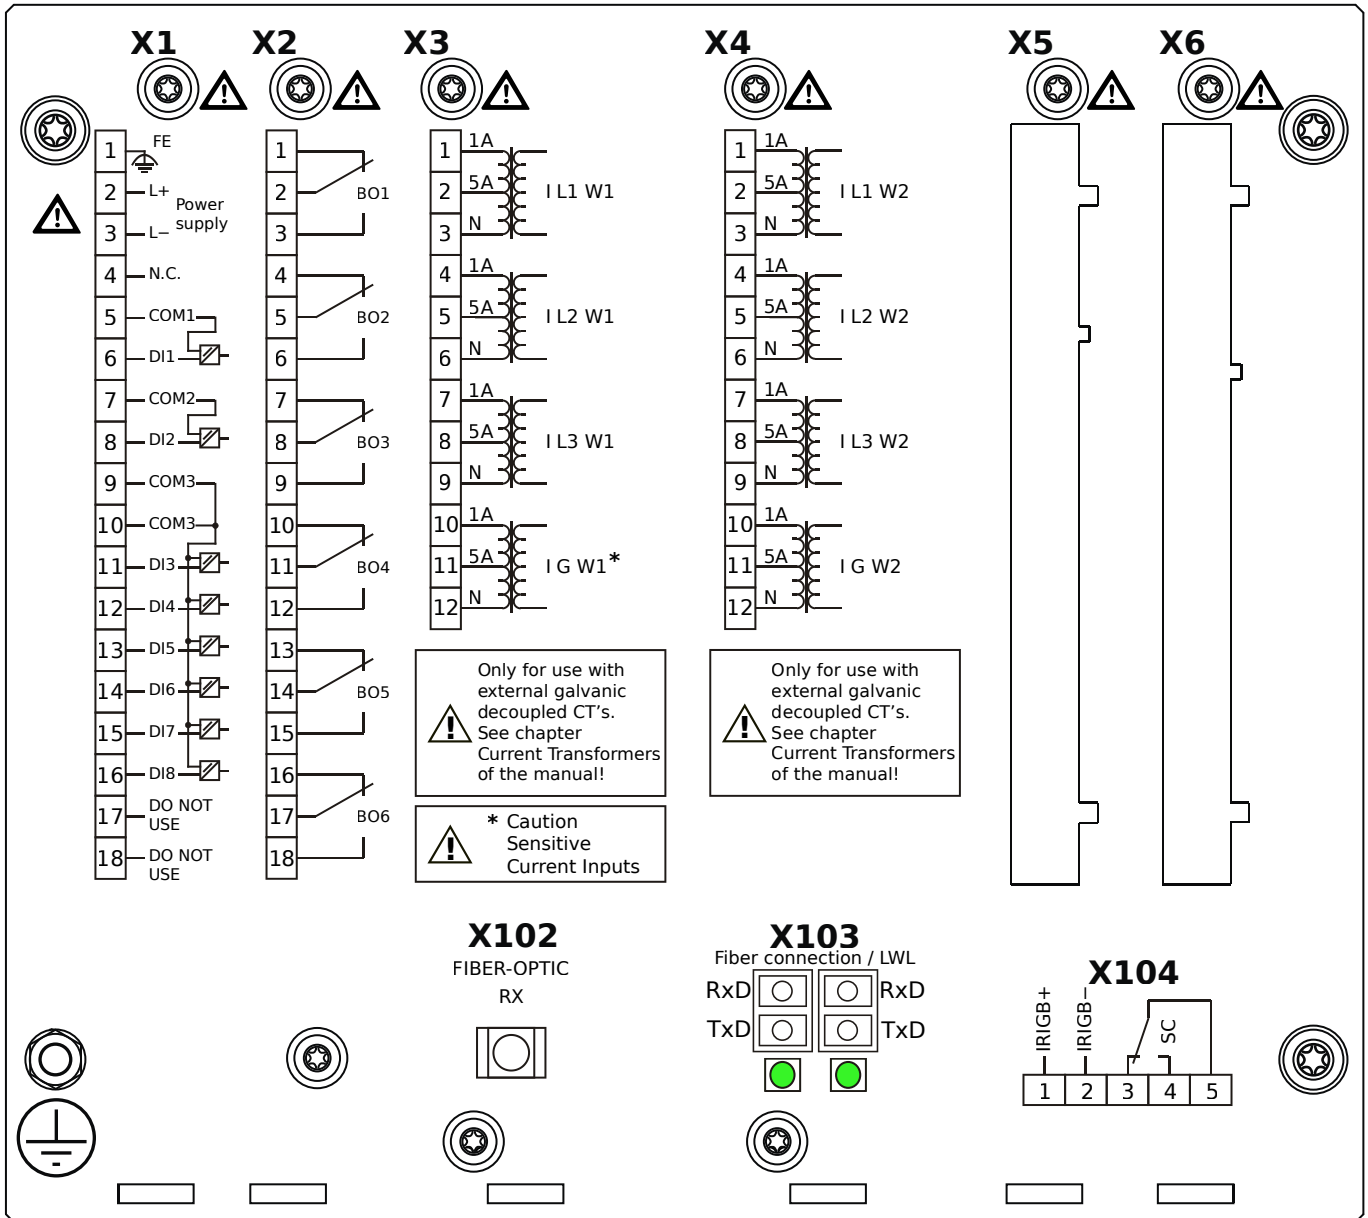 X1 X2 X3 X4 X5 X6
1 FE
2 L+ Power
supply
3 L−
4 N.C.
5 COM1
6 DI1
7 COM2
8 DI2
9 COM3
10 COM3
11 DI3
12 DI4
13 DI5
14 DI6
15 DI7
16 DI8
17 DO NOT
USE
18 DO NOT
USE
1
2 BO1
3
4
5 BO2
6
7
8 BO3
9
10
11 BO4
12
13
14 BO5
15
16
17 BO6
18
1 1A
2 5A I L1 W1
3 N
4 1A
5 5A I L2 W1
6 N
7 1A
8 5A I L3 W1
9 N
10 1A
11 5A I G W1*
12 N
Only for use with
external galvanic
decoupled CT's.
See chapter
Current Transformers
of the manual!
* Caution
Sensitive
Current Inputs
1 1A
2 5A I L1 W2
3 N
4 1A
5 5A I L2 W2
6 N
7 1A
8 5A I L3 W2
9 N
10 1A
11 5A I G W2
12 N
Only for use with
external galvanic
decoupled CT's.
See chapter
Current Transformers
of the manual!
X102
FIBER-OPTIC
RX
X103
Fiber connection / LWL
RxD RxD
TxD TxD
X104
IRIGB+
IRIGB−
SC
1 2 3 4 5